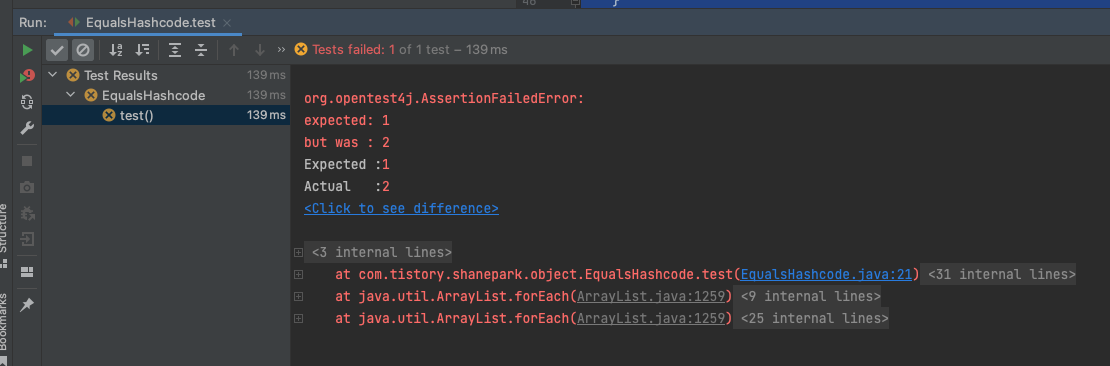 48
Run: EqualsHashcode.test ×
Tests failed: 1 of 1 test – 139 ms
Test Results 139 ms
EqualsHashcode 139 ms
test() 139 ms
org.opentest4j.AssertionFailedError:
expected: 1
but was : 2
Expected :1
Actual   :2
<Click to see difference>
<3 internal lines>
at com.tistory.shanepark.object.EqualsHashcode.test(EqualsHashcode.java:21) <31 internal lines>
at java.util.ArrayList.forEach(ArrayList.java:1259) <9 internal lines>
at java.util.ArrayList.forEach(ArrayList.java:1259) <25 internal lines>
Structure
Bookmarks